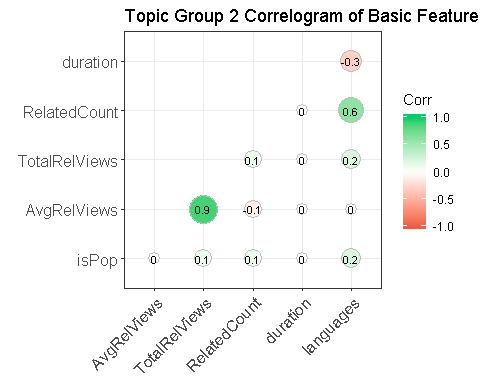 Topic Group 2 Correlogram of Basic Feature
duration
-0.3
RelatedCount
0
0.6
TotalRelViews
0.1
0
0.2
AvgRelViews
0.9
-0.1
0
0
isPop
0
0.1
0.1
0
0.2
AvgRelViews
TotalRelViews
RelatedCount
duration
languages
Corr
1.0
0.5
0.0
-0.5
-1.0